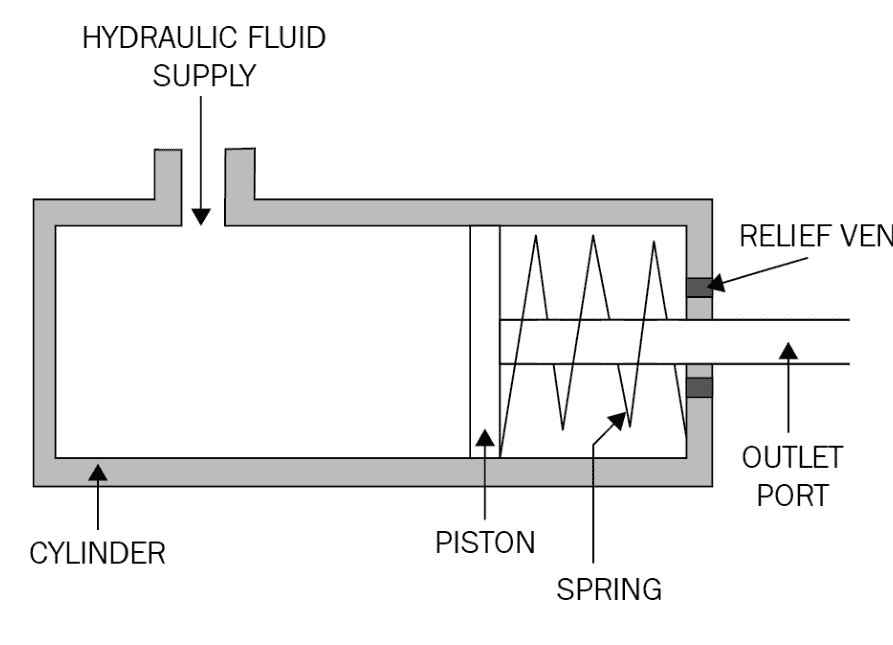 HYDRAULIC FLUID
SUPPLY
RELIEF VEN
OUTLET
PORT
PISTON
CYLINDER
SPRING